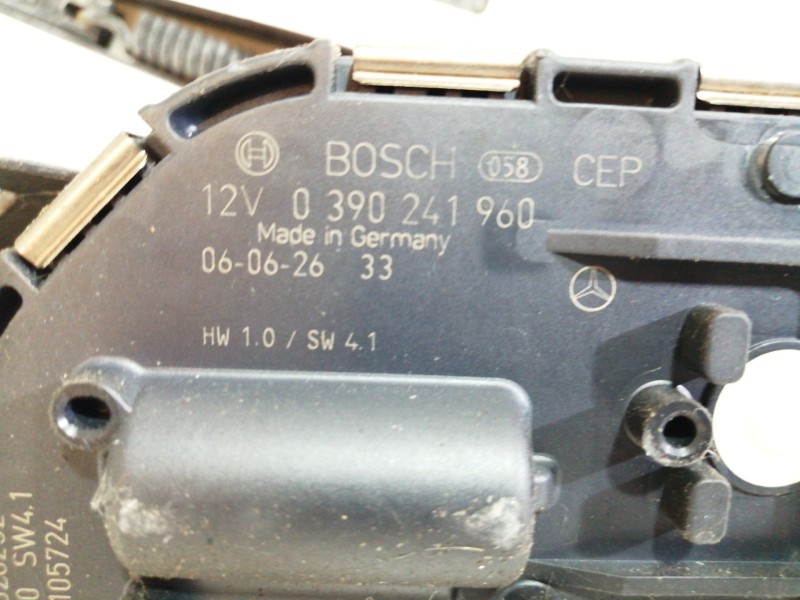 BOSCH 058 CEP
12V 0 390 241 960
Made in Germany
06-06-26 33
HW 1.0 / SW 4.1
0 SW4.1
105724